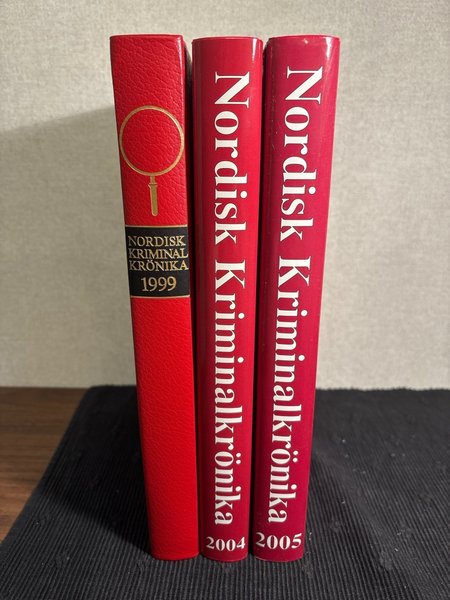 NORDISK
KRIMINAL
KRÖNIKA
1999
Nordisk Kriminalkrönika
2004
Nordisk Kriminalkrönika
2005